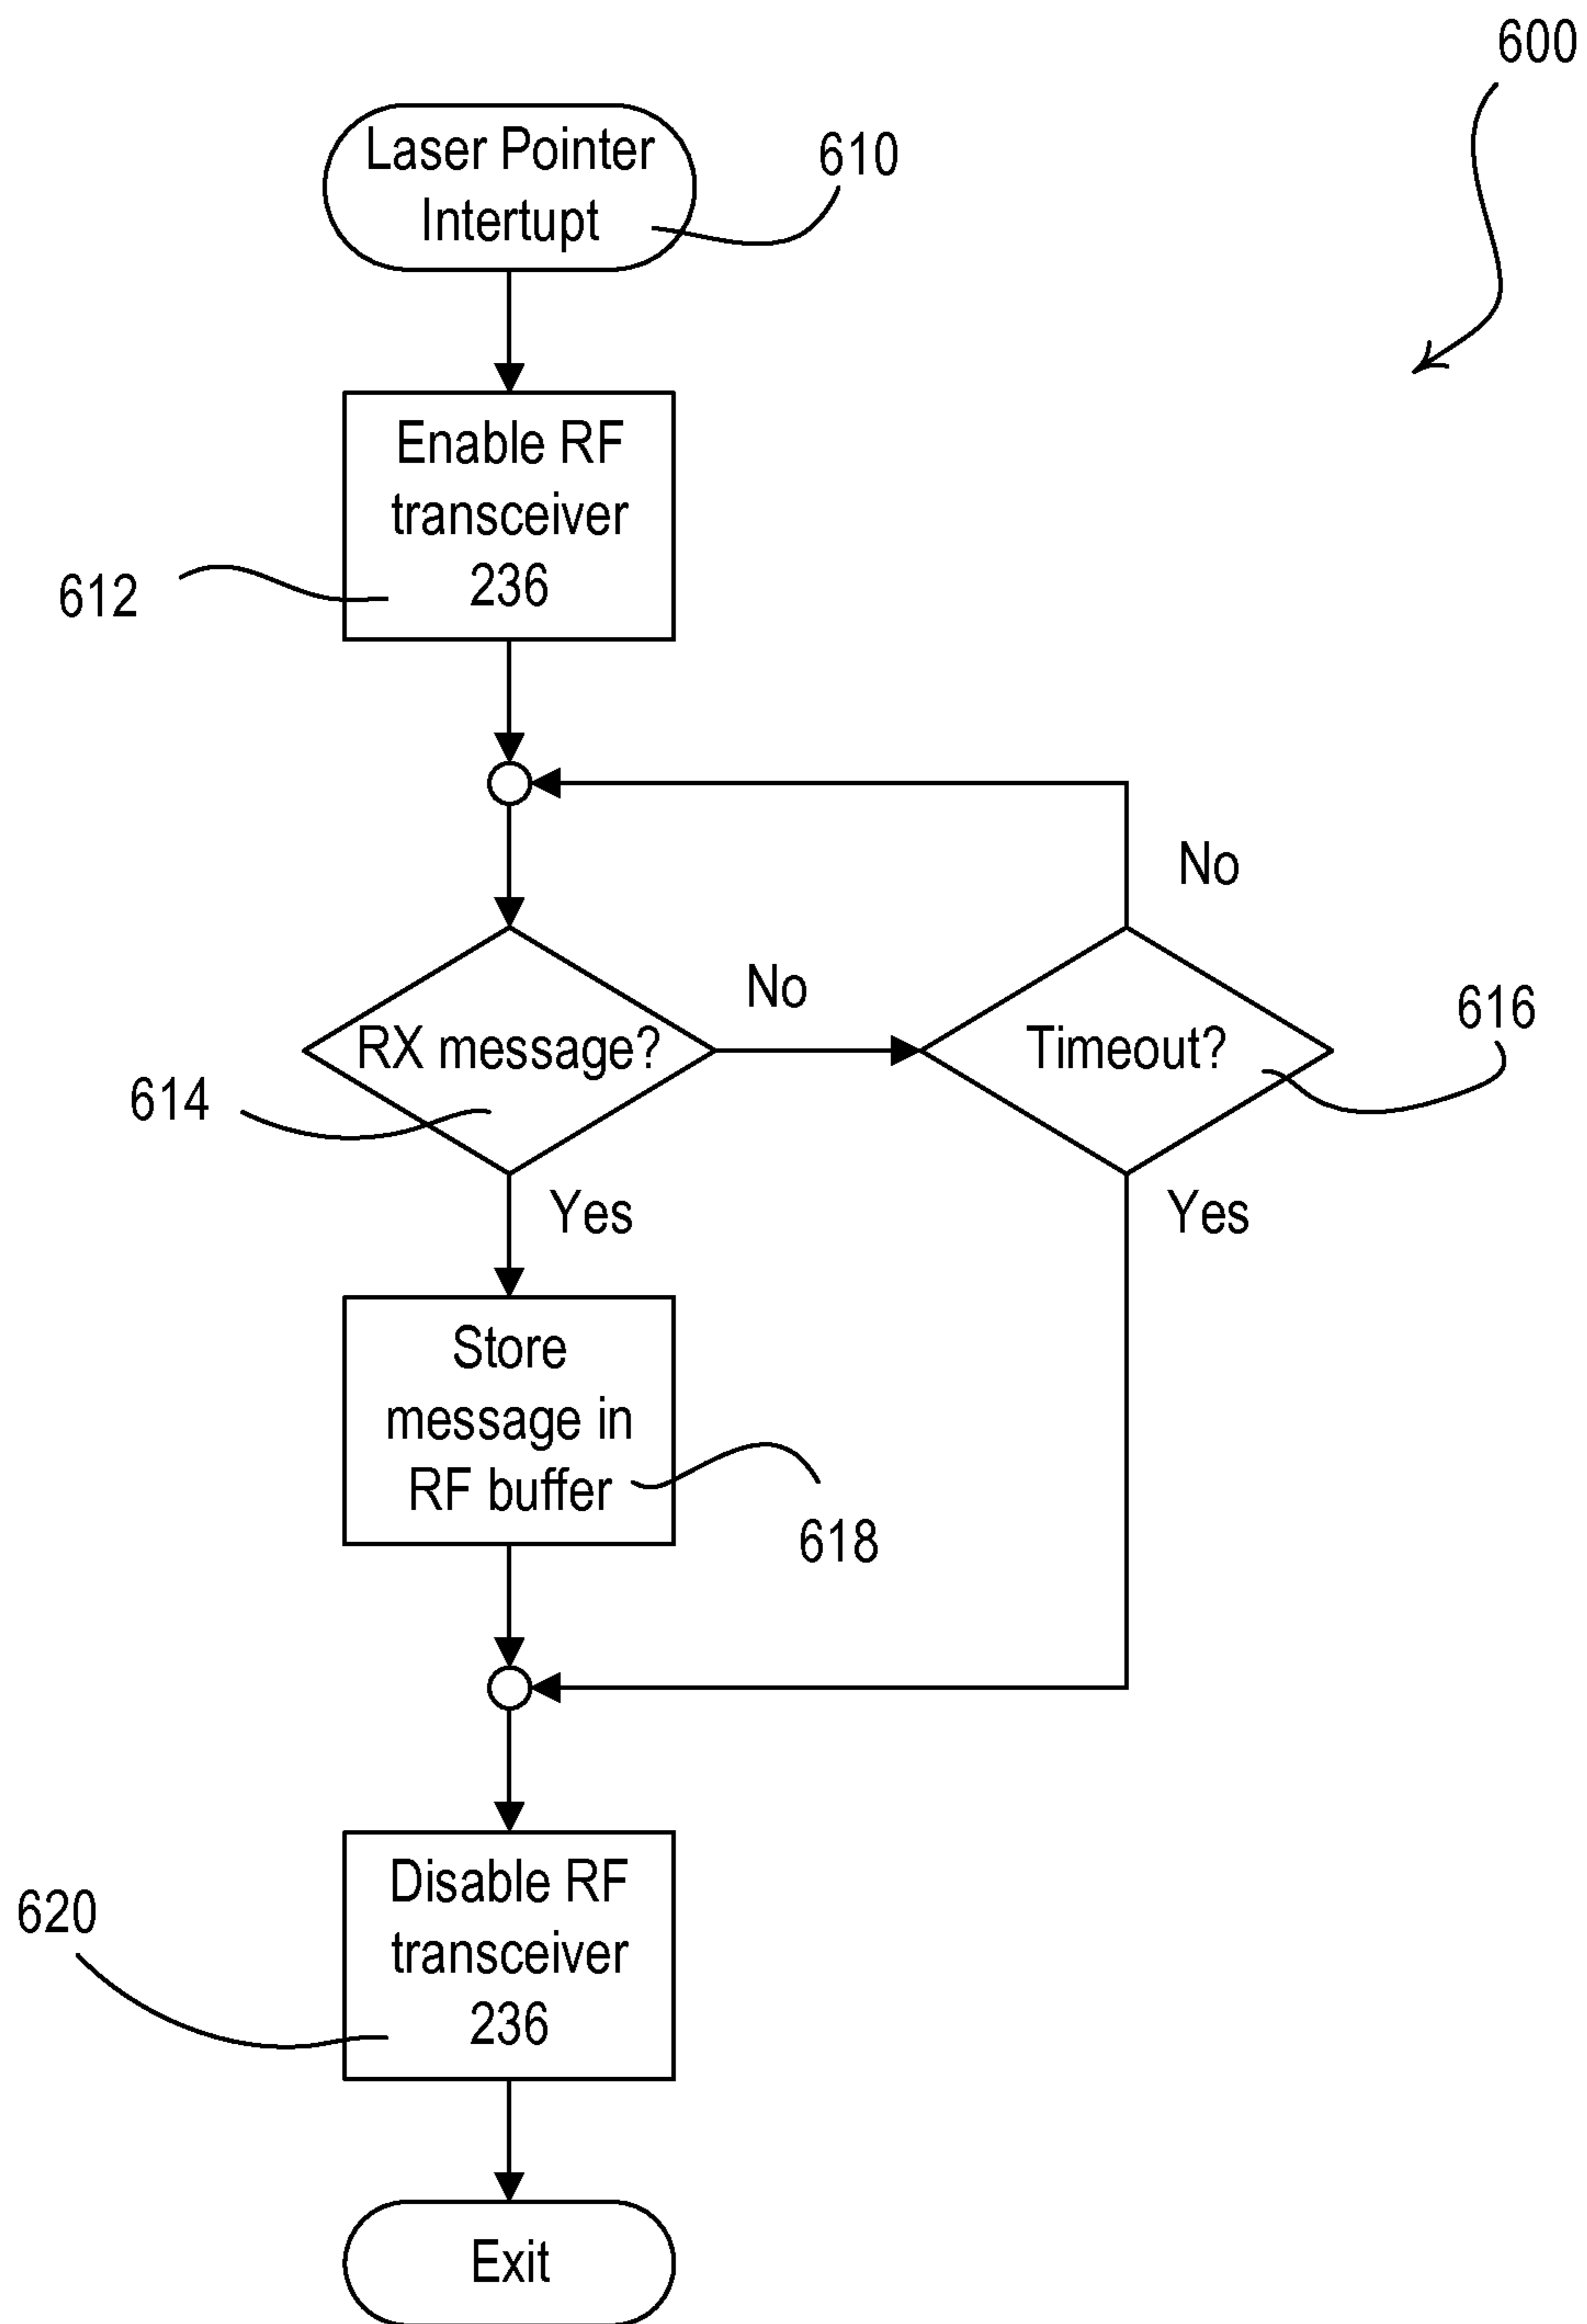 600
Laser Pointer
Intertupt
610
Enable RF
transceiver
236
612
No
RX message?
No
Timeout?
616
614
Yes
Yes
Store
message in
RF buffer
618
Disable RF
transceiver
236
620
Exit